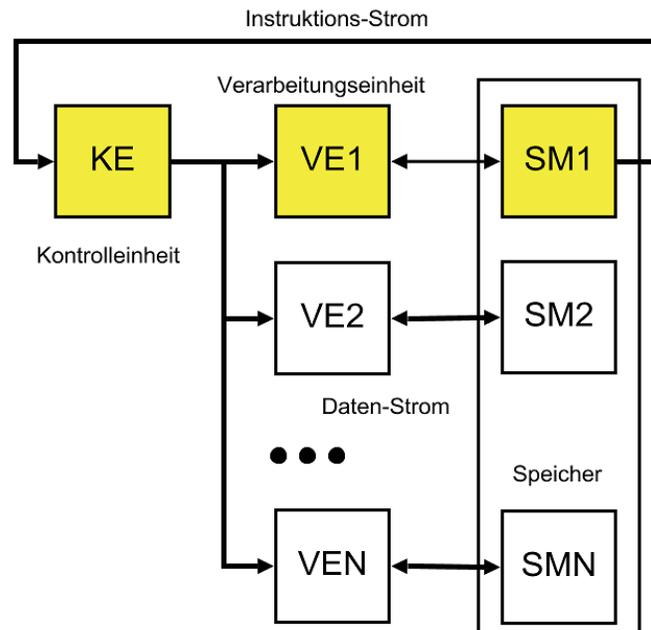 Instruktions-Strom
Verarbeitungseinheit
KE
VE1
SM1
Kontrolleinheit
VE2
SM2
Daten-Strom
Speicher
VEN
SMN